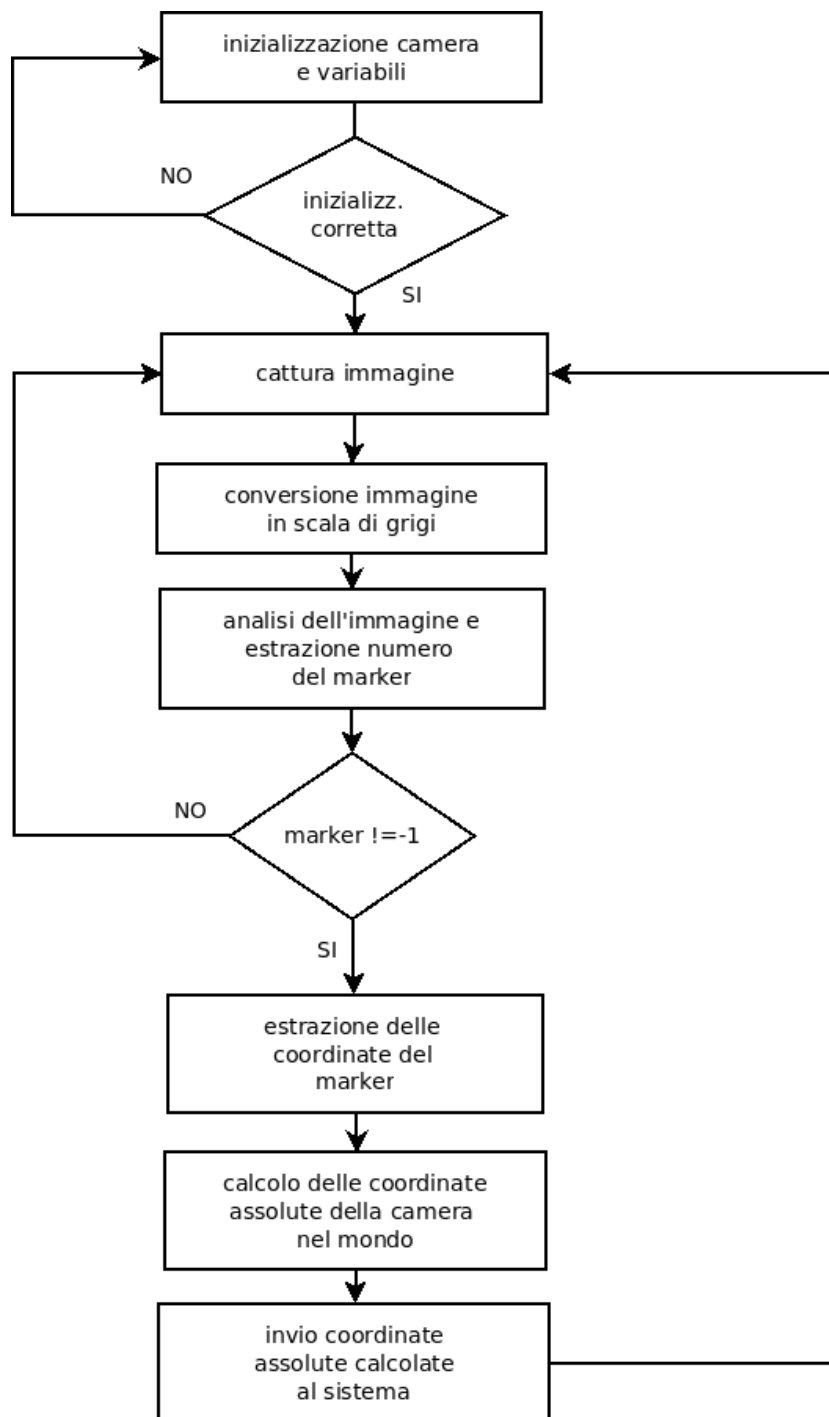 inizializzazione camera
e variabili
NO
inizializz.
corretta
SI
cattura immagine
conversione immagine
in scala di grigi
analisi dell'immagine e
estrazione numero
del marker
NO
marker !=-1
SI
estrazione delle
coordinate del
marker
calcolo delle coordinate
assolute della camera
nel mondo
invio coordinate
assolute calcolate
al sistema